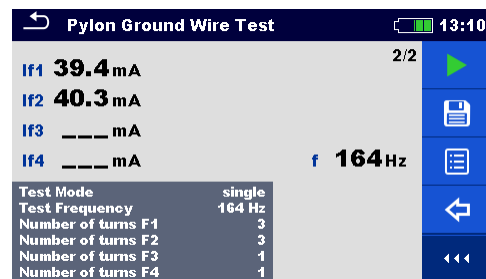 Pylon Ground Wire Test 13:10
2/2
If1 39.4 mA
If2 40.3 mA
If3 ___ mA
If4 ___ mA f 164 Hz
Test Mode single
Test Frequency 164 Hz
Number of turns F1 3
Number of turns F2 3
Number of turns F3 1
Number of turns F4 1